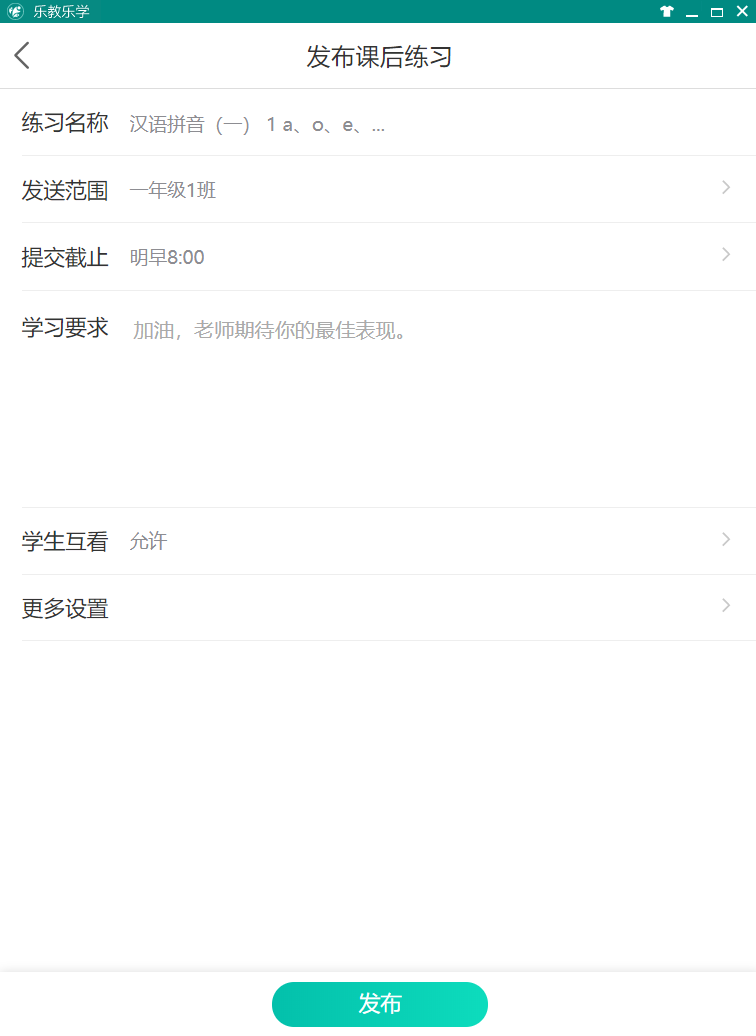 乐教乐学
发布课后练习
练习名称 汉语拼音（一） 1 a、o、e、...
发送范围 一年级1班
提交截止 明早8:00
学习要求 加油，老师期待你的最佳表现。
学生互看 允许
更多设置
发布